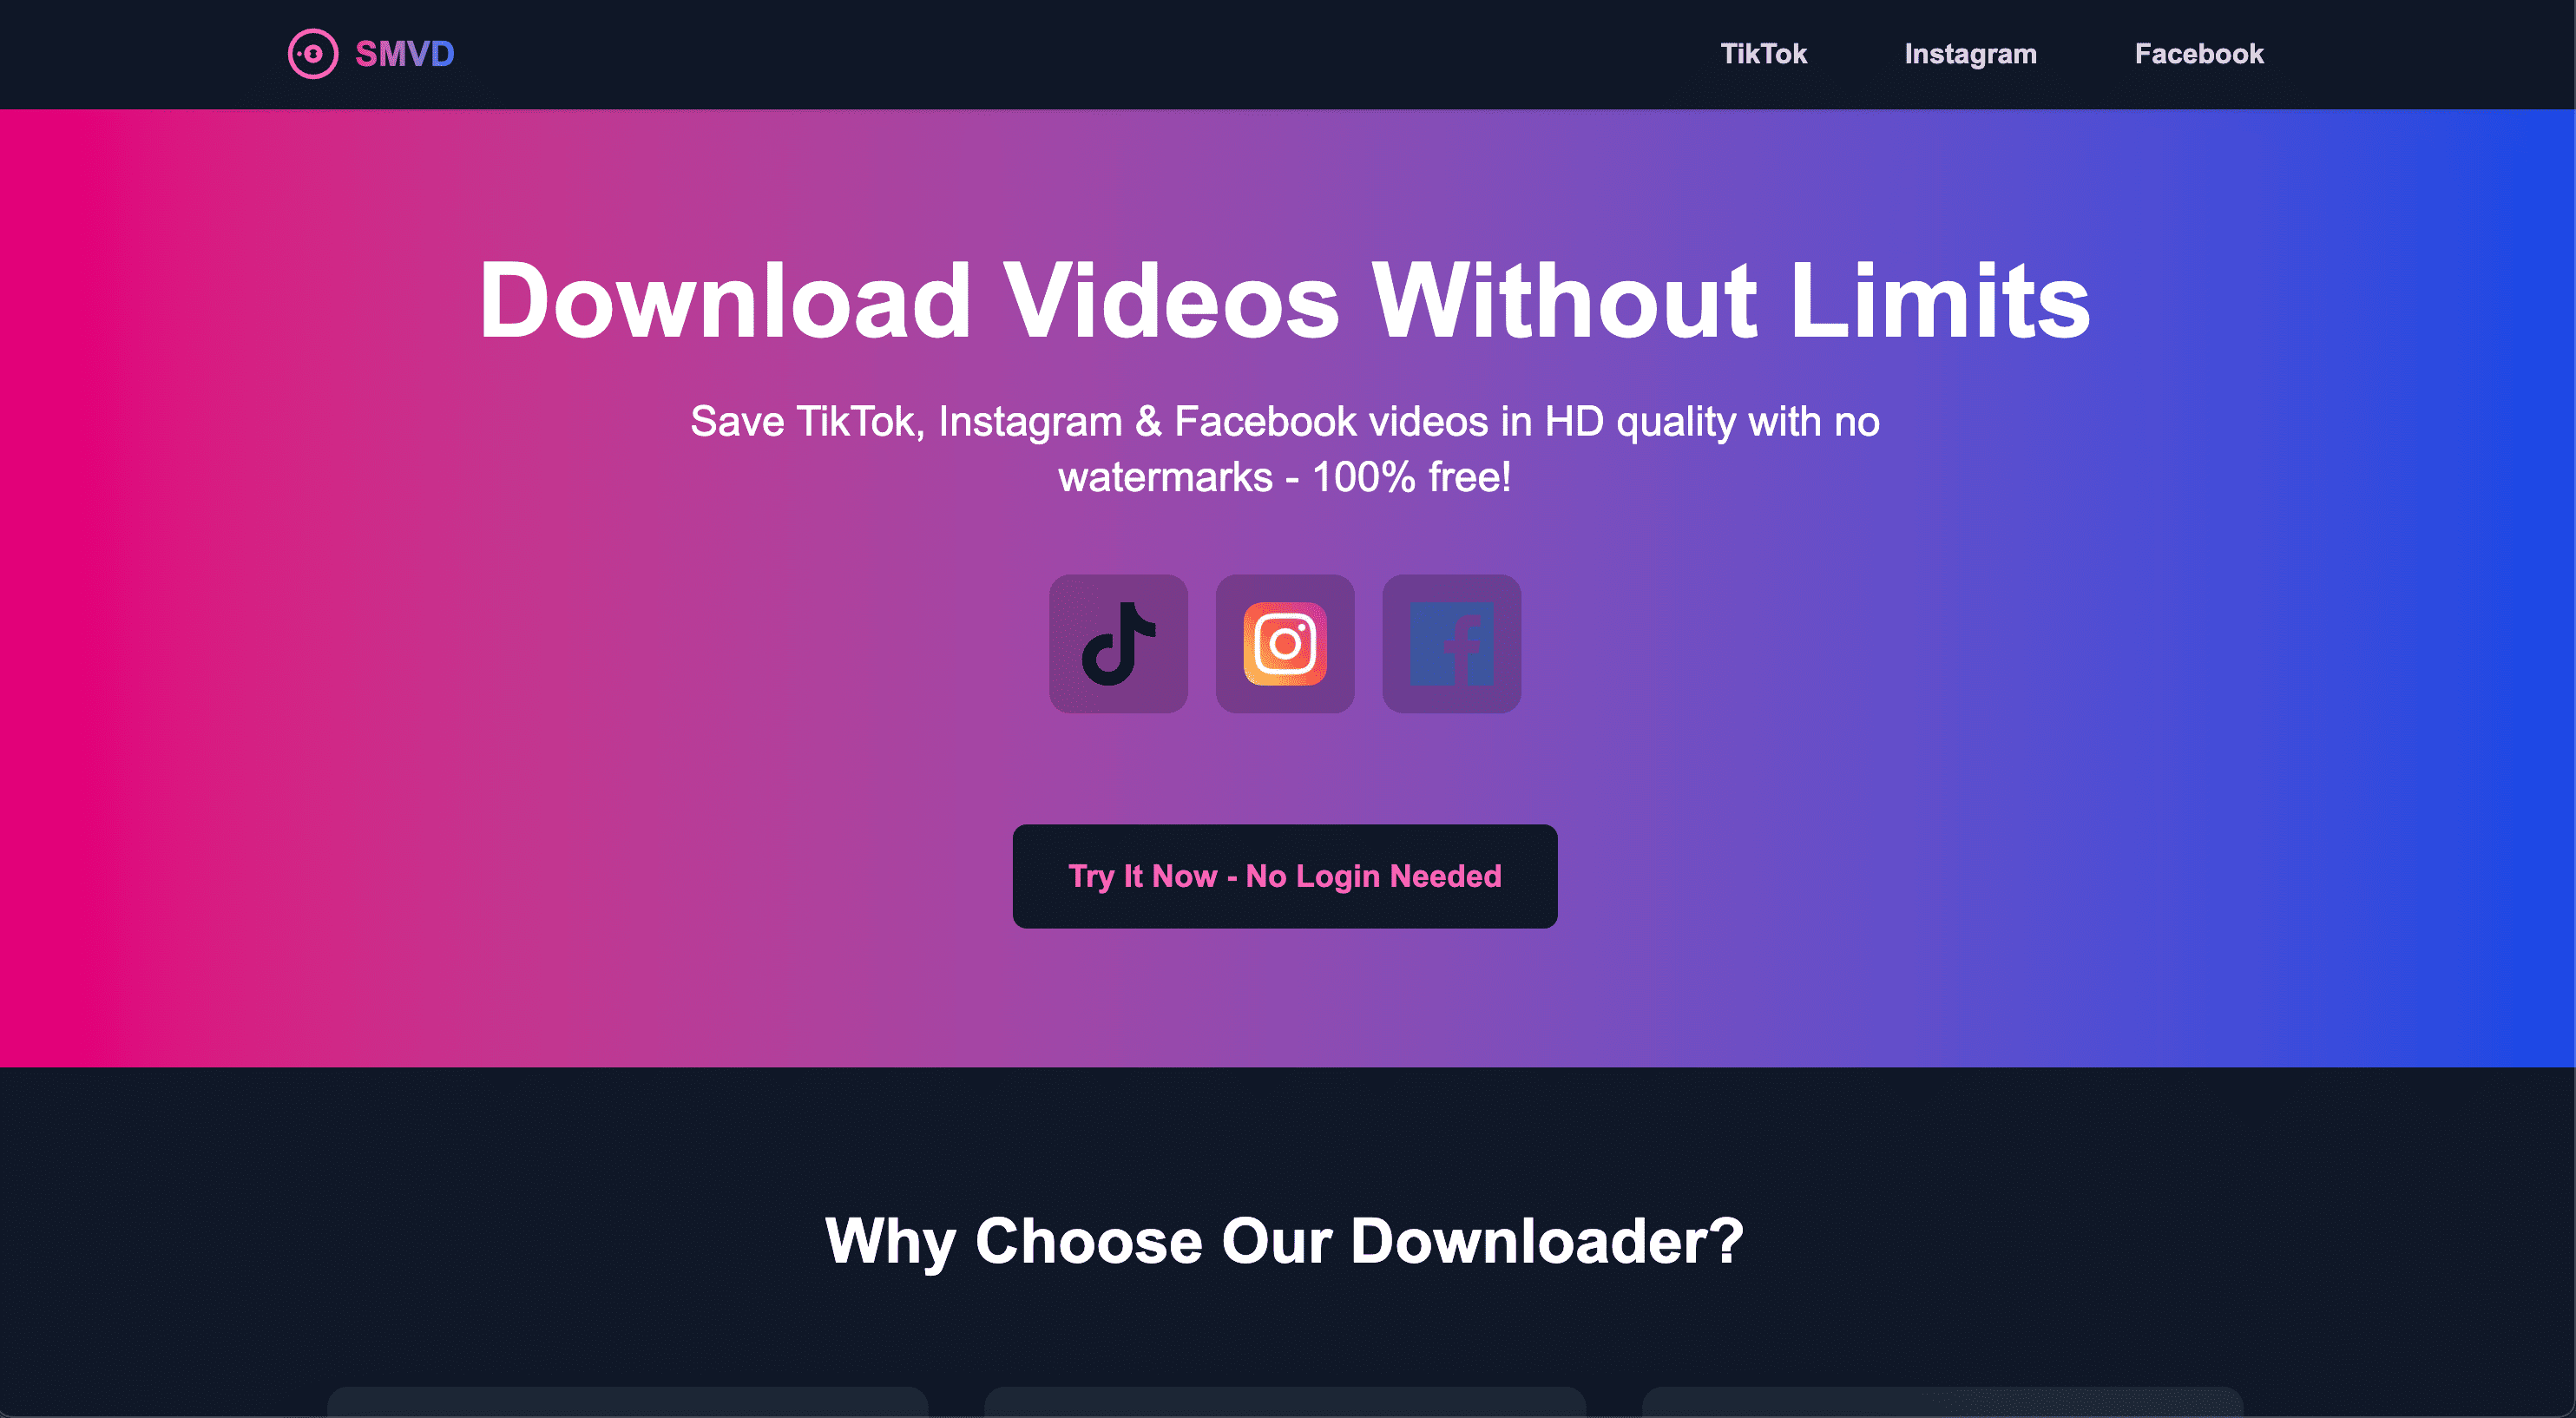 SMVD
TikTok
Instagram
Facebook
Download Videos Without Limits
Save TikTok, Instagram & Facebook videos in HD quality with no
watermarks - 100% free!
Try It Now - No Login Needed
Why Choose Our Downloader?